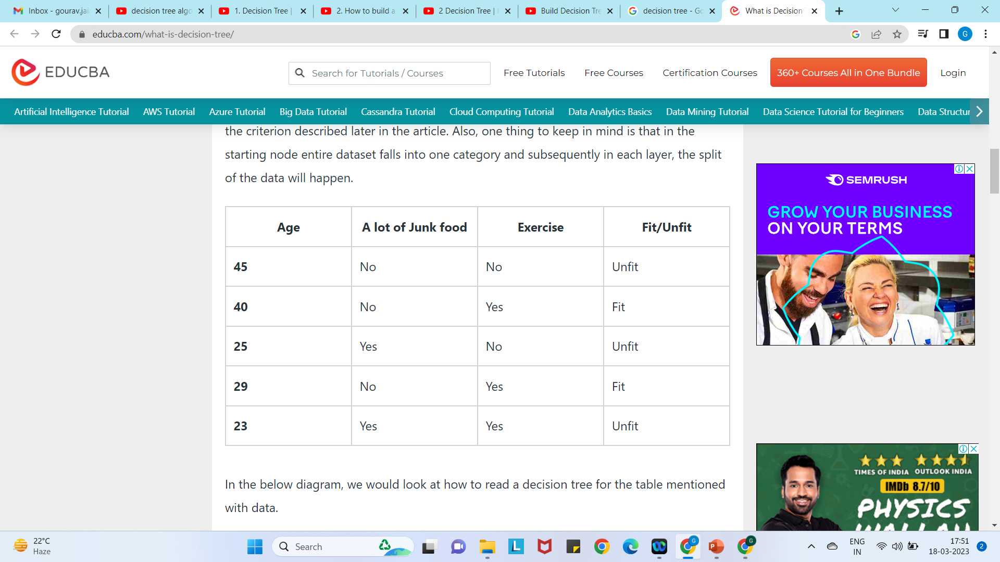 Inbox - gourav.jai
decision tree algo
1. Decision Tree |
2. How to build a
2 Decision Tree |
Build Decision Tre
decision tree - Go
What is Decision
educba.com/what-is-decision-tree/
G
EDUCBA
Search for Tutorials / Courses
Free Tutorials
Free Courses
Certification Courses
360+ Courses All in One Bundle
Login
Artificial Intelligence Tutorial
AWS Tutorial
Azure Tutorial
Big Data Tutorial
Cassandra Tutorial
Cloud Computing Tutorial
Data Analytics Basics
Data Mining Tutorial
Data Science Tutorial for Beginners
Data Structur
the criterion described later in the article. Also, one thing to keep in mind is that in the
starting node entire dataset falls into one category and subsequently in each layer, the split
of the data will happen.
Age A lot of Junk food Exercise Fit/Unfit
45 No No Unfit
40 No Yes Fit
25 Yes No Unfit
29 No Yes Fit
23 Yes Yes Unfit
In the below diagram, we would look at how to read a decision tree for the table mentioned
with data.
SEMRUSH
GROW YOUR BUSINESS
ON YOUR TERMS
TIMES OF INDIA OUTLOOK INDIA
IMDb 8.7/10
PHYSICS
WALLAH
22°C
Haze
Search
ENG
IN
17:51
18-03-2023
2